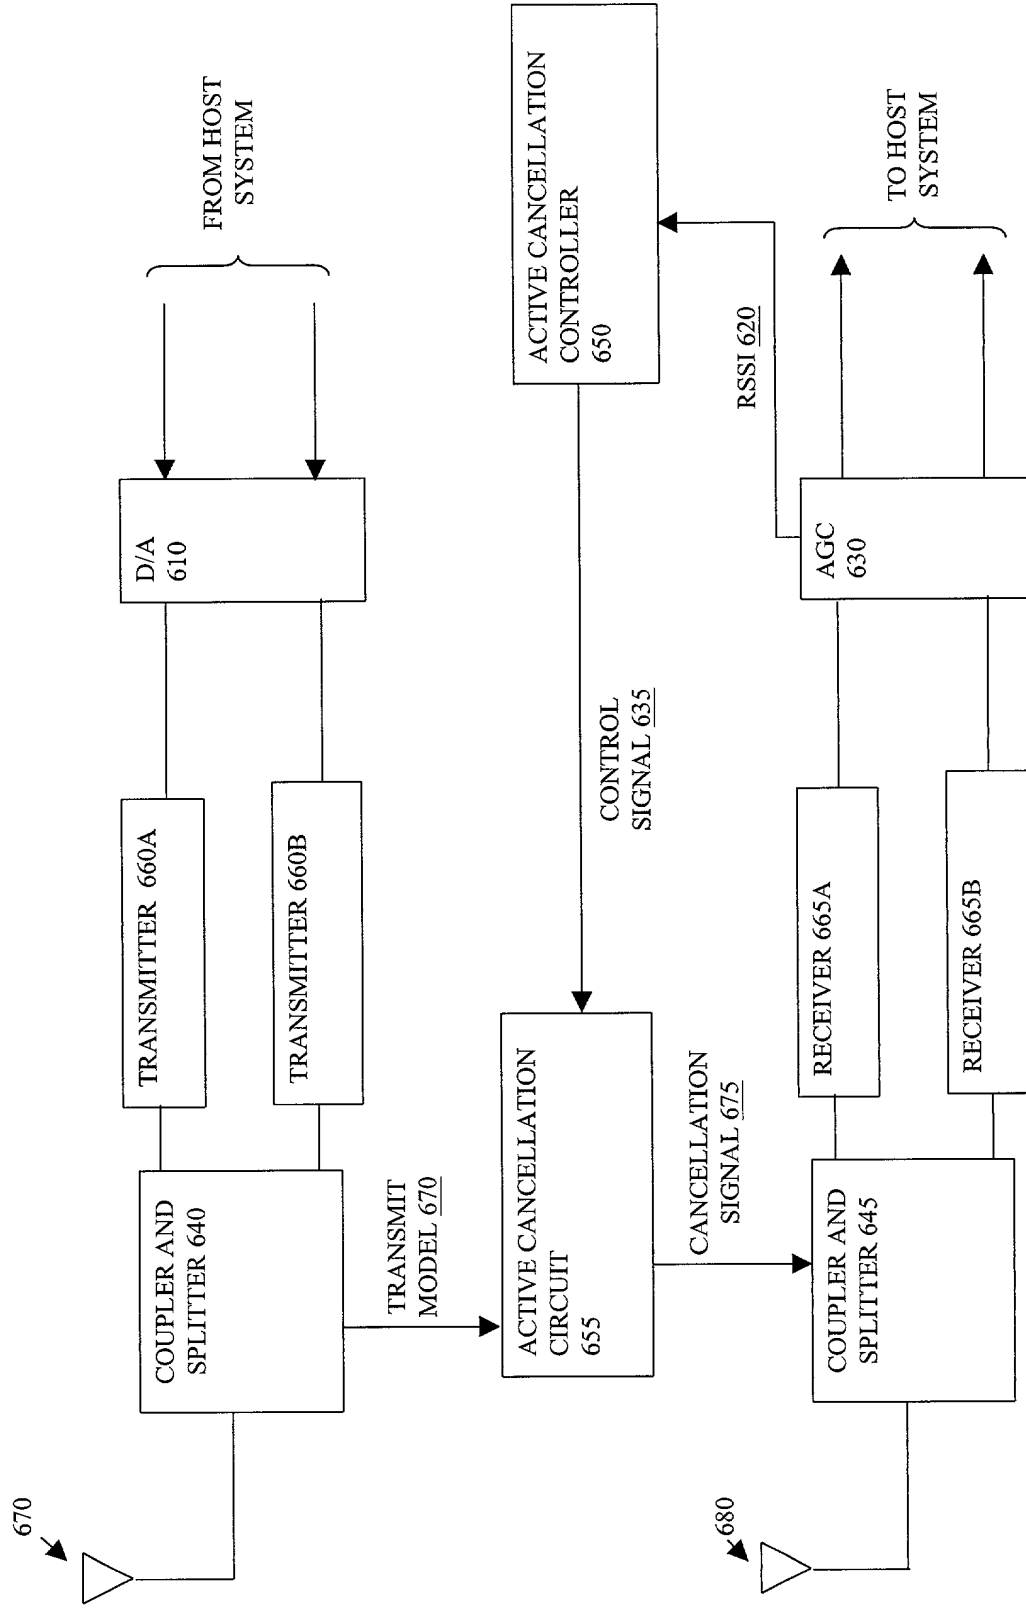 670
COUPLER AND
SPLITTER 640
TRANSMITTER 660A
TRANSMITTER 660B
D/A
610
FROM HOST
SYSTEM
TRANSMIT
MODEL 670
ACTIVE CANCELLATION
CIRCUIT
655
CONTROL
SIGNAL 635
ACTIVE CANCELLATION
CONTROLLER
650
CANCELLATION
SIGNAL 675
RSSI 620
680
COUPLER AND
SPLITTER 645
RECEIVER 665A
RECEIVER 665B
AGC
630
TO HOST
SYSTEM